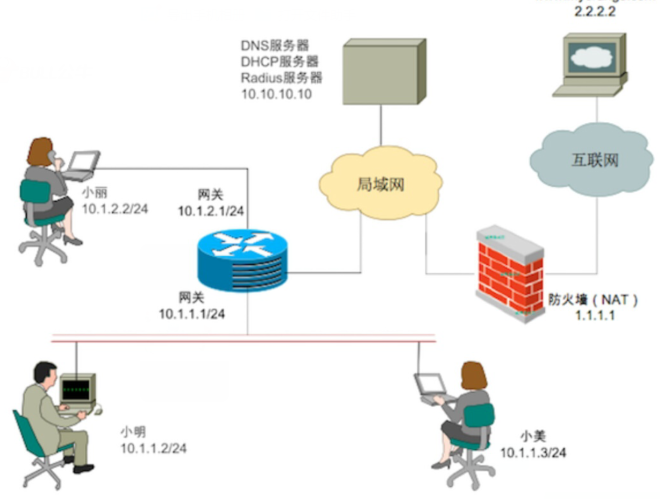 2.2.2.2
DNS服务器
DHCP服务器
Radius服务器
10.10.10.10
互联网
局域网
小丽
10.1.2.2/24
网关
10.1.2.1/24
网关
10.1.1.1/24
防火墙（NAT）
1.1.1.1
小明
10.1.1.2/24
小美
10.1.1.3/24